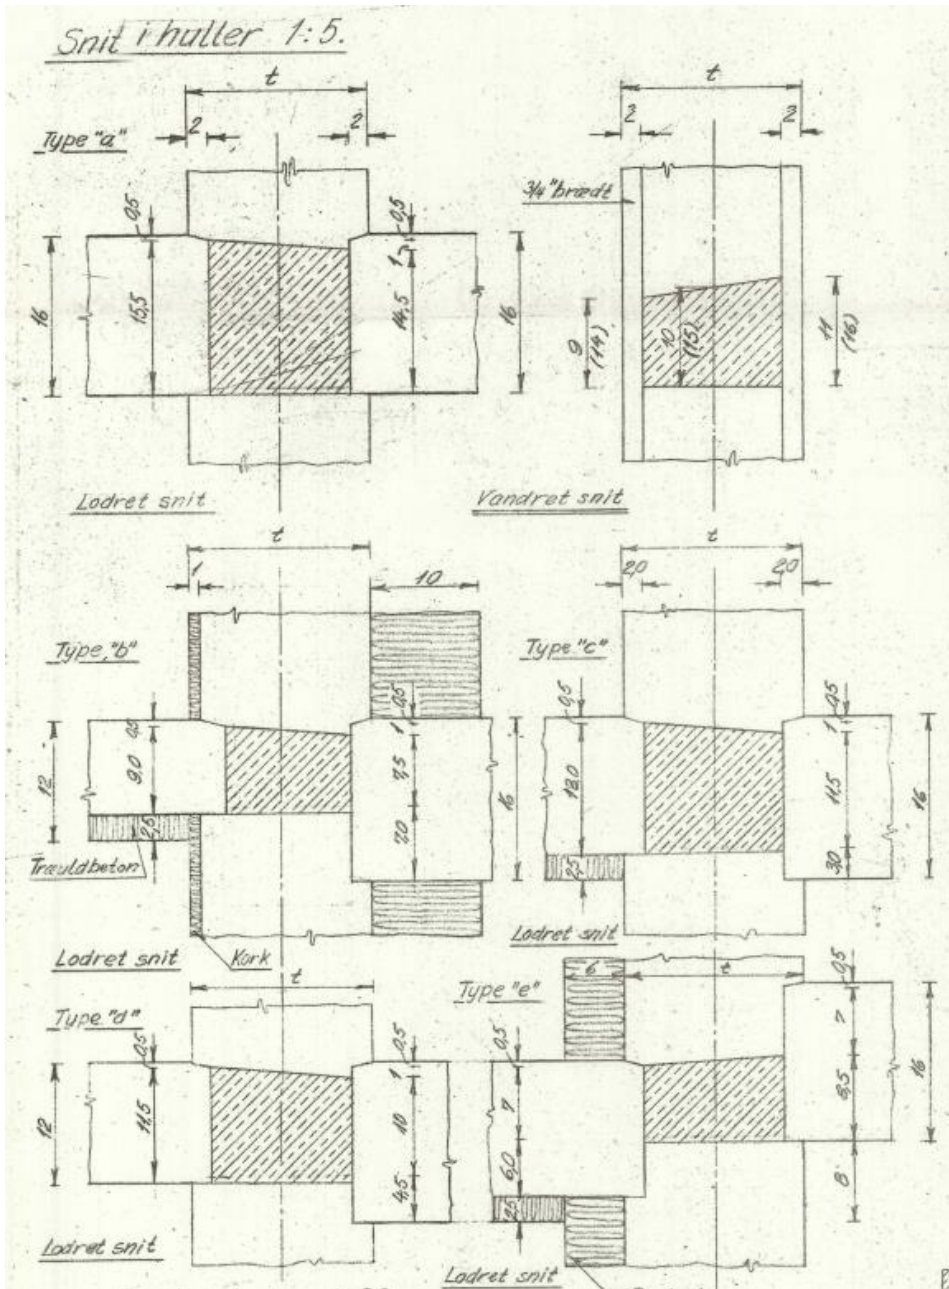 Snit i huller 1:5.
t
2
2
Type "a"
0,5
0,5
1
16
15,5
14,5
16
Lodret snit
t
2
2
3/4" brædt
9
(14)
10
(15)
11
(16)
Vandret snit
t
1
10
Type "b"
0,5
0,5
1
12
9,0
7,5
16
2,5
7,0
Træuldbeton
Kork
Lodret snit
t
2,0
2,0
Type "c"
0,5
0,5
1
13,0
11,5
16
2,5
3,0
Lodret snit
t
Type "d"
0,5
0,5
1
12
11,5
10
4,5
Lodret snit
6
t
Type "e"
0,5
0,5
7
7
16
6,0
8,5
2,5
8
Lodret snit